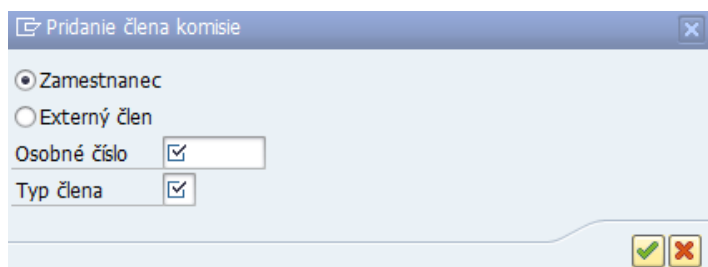 Pridanie člena komisie
Zamestnanec
Externý člen
Osobné číslo
Typ člena